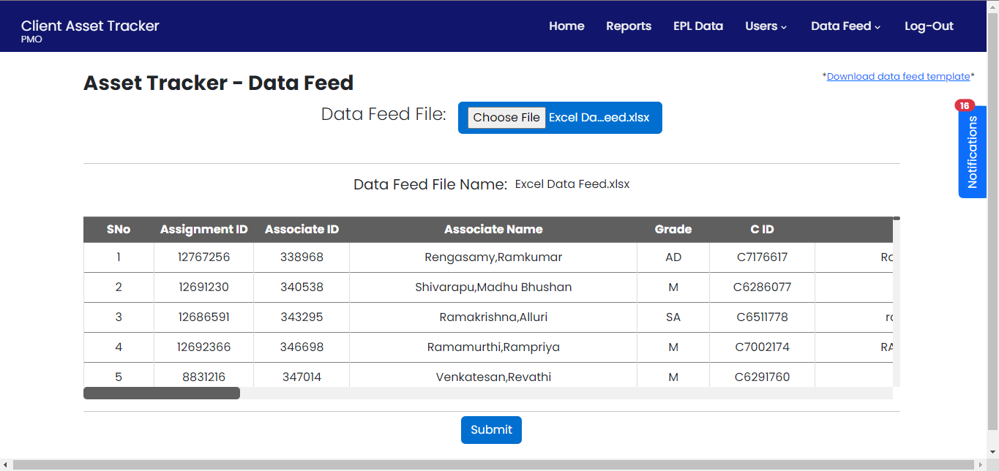 Client Asset Tracker
PMO
Home Reports EPL Data Users Data Feed Log-Out
Asset Tracker - Data Feed
*Download data feed template*
Data Feed File: Choose File Excel Da...eed.xlsx
16
Notifications
Data Feed File Name: Excel Data Feed.xlsx
SNo Assignment ID Associate ID Associate Name Grade C ID
1 12767256 338968 Rengasamy,Ramkumar AD C7176617
2 12691230 340538 Shivarapu,Madhu Bhushan M C6286077
3 12686591 343295 Ramakrishna,Alluri SA C6511778
4 12692366 346698 Ramamurthi,Rampriya M C7002174 RA
5 8831216 347014 Venkatesan,Revathi M C6291760
Submit